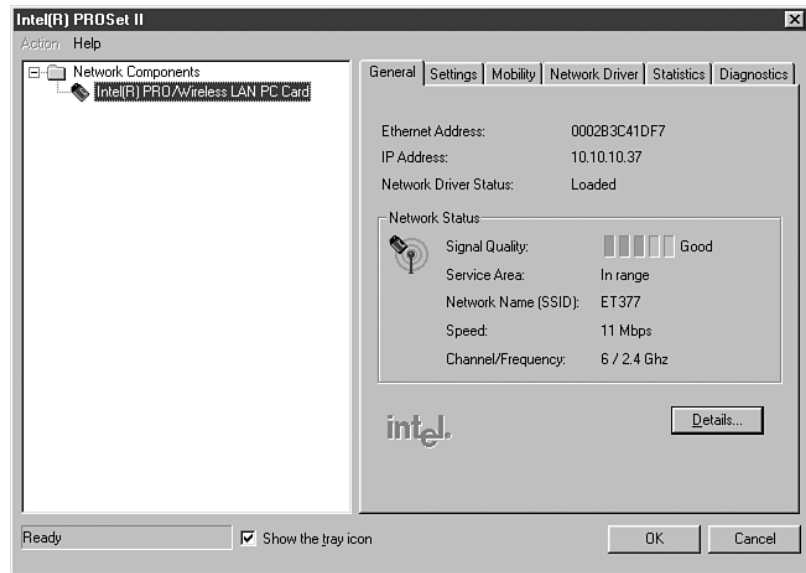 Intel(R) PROSet II
Action Help
Network Components
Intel(R) PRO/Wireless LAN PC Card
General Settings Mobility Network Driver Statistics Diagnostics
Ethernet Address: 0002B3C41DF7
IP Address: 10.10.10.37
Network Driver Status: Loaded
Network Status
Signal Quality: Good
Service Area: In range
Network Name (SSID): ET377
Speed: 11 Mbps
Channel/Frequency: 6 / 2.4 Ghz
intel.
Details...
Ready Show the tray icon OK Cancel